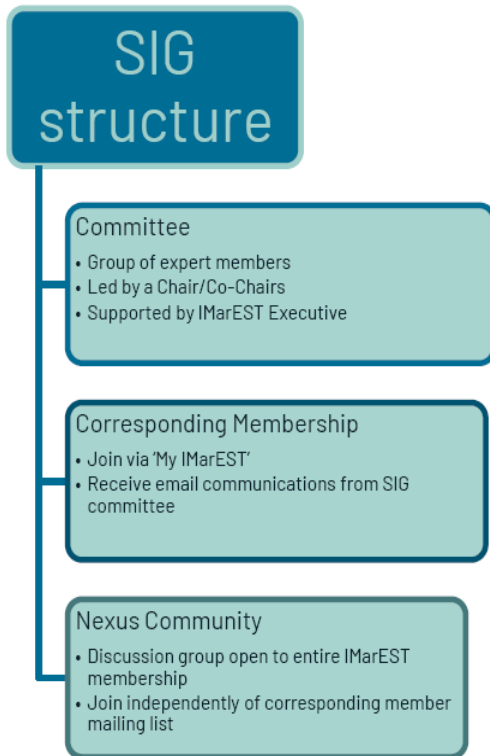 SIG
structure
Committee
• Group of expert members
• Led by a Chair/Co-Chairs
• Supported by IMarEST Executive
Corresponding Membership
• Join via ‘My IMarEST’
• Receive email communications from SIG
committee
Nexus Community
• Discussion group open to entire IMarEST
membership
• Join independently of corresponding member
mailing list